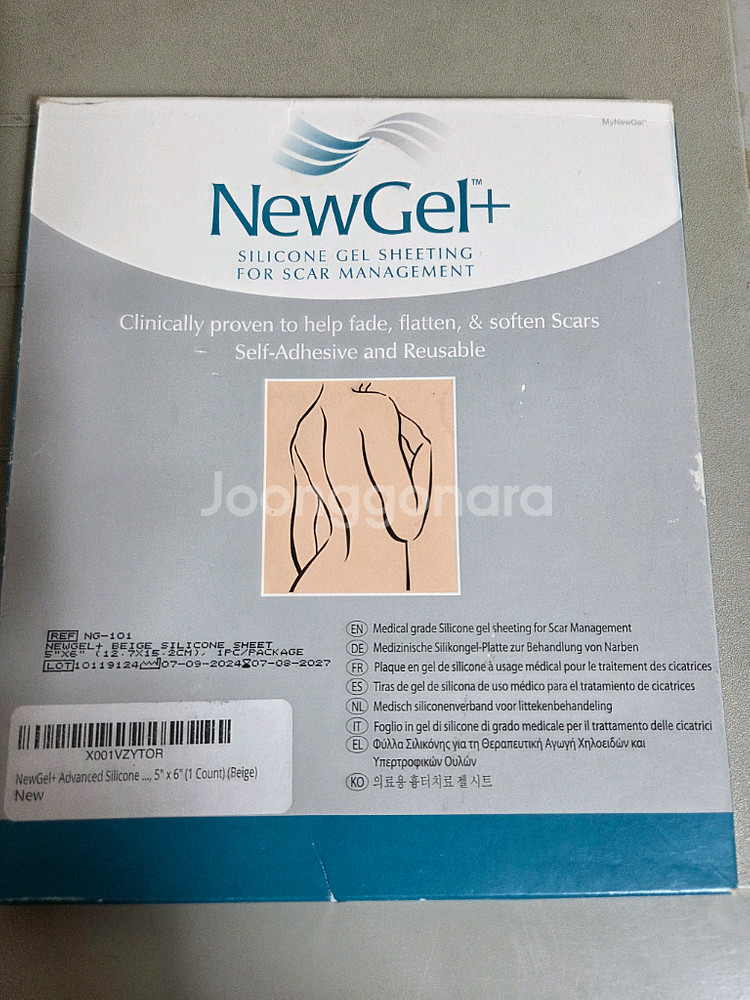 MyNewGel+
NewGel+™
SILICONE GEL SHEETING
FOR SCAR MANAGEMENT
Clinically proven to help fade, flatten, & soften Scars
Self-Adhesive and Reusable
Joonggonara
REF NG-101
NEWGEL+ BEIGE SILICONE SHEET
5"X6" (12.7X15.2CM), 1PC/PACKAGE
LOT 10119124 07-09-2024 07-08-2027
X001VZYTOR
NewGel+ Advanced Silicone ..., 5" x 6" (1 Count) (Beige)
New
EN Medical grade Silicone gel sheeting for Scar Management
DE Medizinische Silikongel-Platte zur Behandlung von Narben
FR Plaque en gel de silicone à usage médical pour le traitement des cicatrices
ES Tiras de gel de silicona de uso médico para el tratamiento de cicatrices
NL Medisch siliconenverband voor littekenbehandeling
IT Foglio in gel di silicone di grado medicale per il trattamento delle cicatrici
EL Φύλλα Σιλικόνης για τη Θεραπευτική Αγωγή Χηλοειδών και
Υπερτροφικών Ουλών
KO 의료용 흉터치료 젤 시트